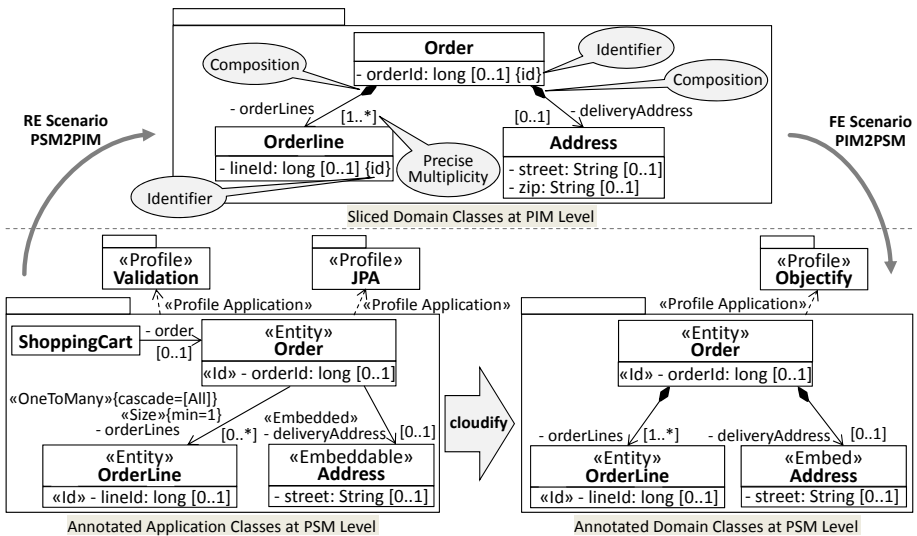 Order
- orderId: long [0..1] {id}
Identifier
Composition
Composition
- orderLines
[1..*]
[0..1]
- deliveryAddress
RE Scenario
PSM2PIM
FE Scenario
PIM2PSM
Orderline
- lineId: long [0..1] {id}
Address
- street: String [0..1]
- zip: String [0..1]
Precise
Multiplicity
Identifier
Sliced Domain Classes at PIM Level
«Profile»
Validation
«Profile»
JPA
«Profile»
Objectify
«Profile Application»
«Profile Application»
«Profile Application»
ShoppingCart
- order
[0..1]
«Entity»
Order
«Id» - orderId: long [0..1]
«OneToMany»{cascade=[All]}
«Size»{min=1}
- orderLines
[0..*]
«Embedded»
- deliveryAddress
[0..1]
«Entity»
OrderLine
«Id» - lineId: long [0..1]
«Embeddable»
Address
- street: String [0..1]
Annotated Application Classes at PSM Level
cloudify
«Entity»
Order
«Id» - orderId: long [0..1]
- orderLines
[1..*]
- deliveryAddress
[0..1]
«Entity»
OrderLine
«Id» - lineId: long [0..1]
«Embed»
Address
- street: String [0..1]
Annotated Domain Classes at PSM Level